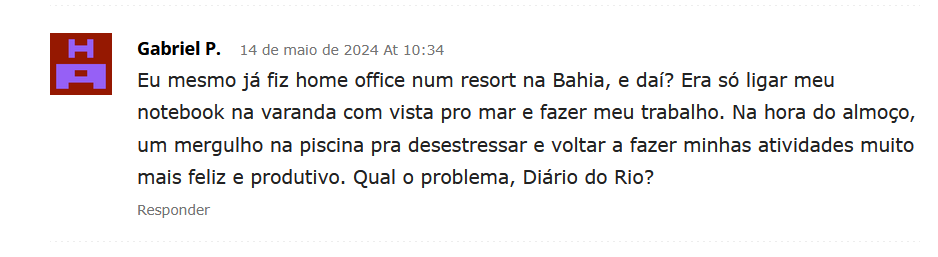 Gabriel P. 14 de maio de 2024 At 10:34
Eu mesmo já fiz home office num resort na Bahia, e daí? Era só ligar meu
notebook na varanda com vista pro mar e fazer meu trabalho. Na hora do almoço,
um mergulho na piscina pra desestressar e voltar a fazer minhas atividades muito
mais feliz e produtivo. Qual o problema, Diário do Rio?
Responder